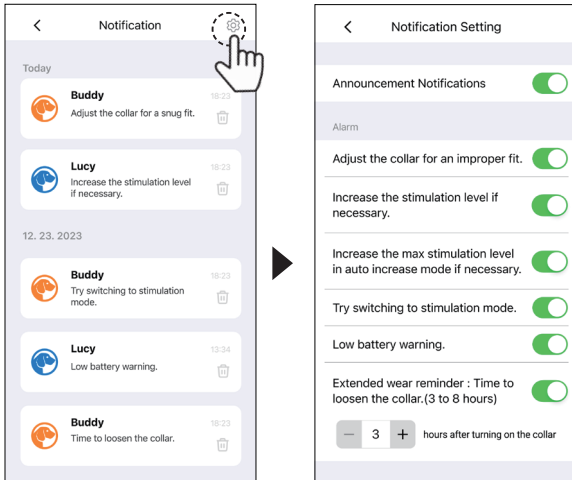 Notification
Today
Buddy
18:23
Adjust the collar for a snug fit.
Lucy
18:23
Increase the stimulation level
if necessary.
12. 23. 2023
Buddy
18:23
Try switching to stimulation
mode.
Lucy
13:34
Low battery warning.
Buddy
18:23
Time to loosen the collar.
Notification Setting
Announcement Notifications
Alarm
Adjust the collar for an improper fit.
Increase the stimulation level if
necessary.
Increase the max stimulation level
in auto increase mode if necessary.
Try switching to stimulation mode.
Low battery warning.
Extended wear reminder : Time to
loosen the collar.(3 to 8 hours)
— 3 + hours after turning on the collar